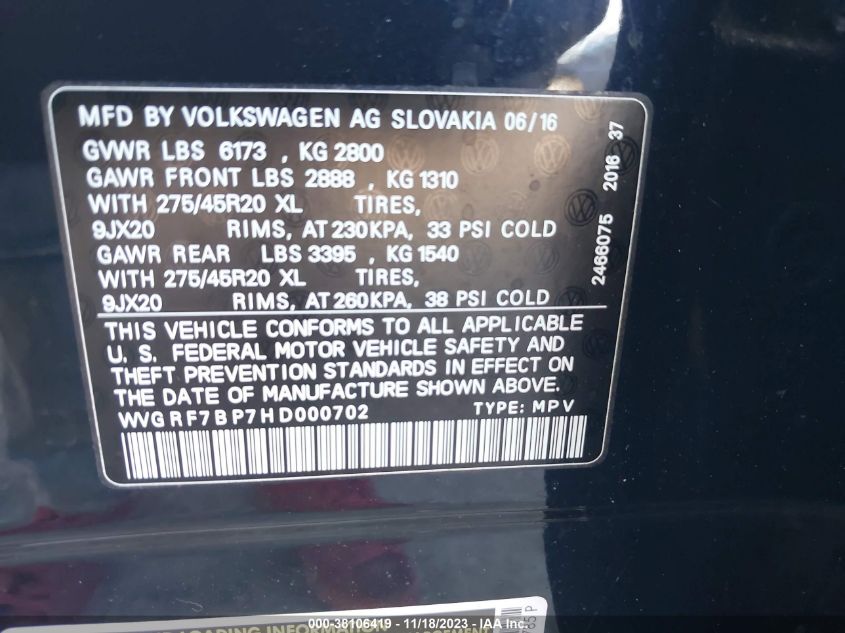 MFD BY VOLKSWAGEN AG SLOVAKIA 06/16
GVWR LBS 6173 , KG 2800
GAWR FRONT LBS 2888 , KG 1310
WITH 275/45R20 XL TIRES,
9JX20 RIMS, AT 230KPA, 33 PSI COLD
GAWR REAR LBS 3395 , KG 1540
WITH 275/45R20 XL TIRES,
9JX20 RIMS, AT 260KPA, 38 PSI COLD
THIS VEHICLE CONFORMS TO ALL APPLICABLE
U. S. FEDERAL MOTOR VEHICLE SAFETY AND
THEFT PREVENTION STANDARDS IN EFFECT ON
THE DATE OF MANUFACTURE SHOWN ABOVE.
WVGRF7BP7HD000702 TYPE: MPV
2466075 2016 37
LOADING INFORMATION
000-38106419 - 11/18/2023 - IAA Inc.